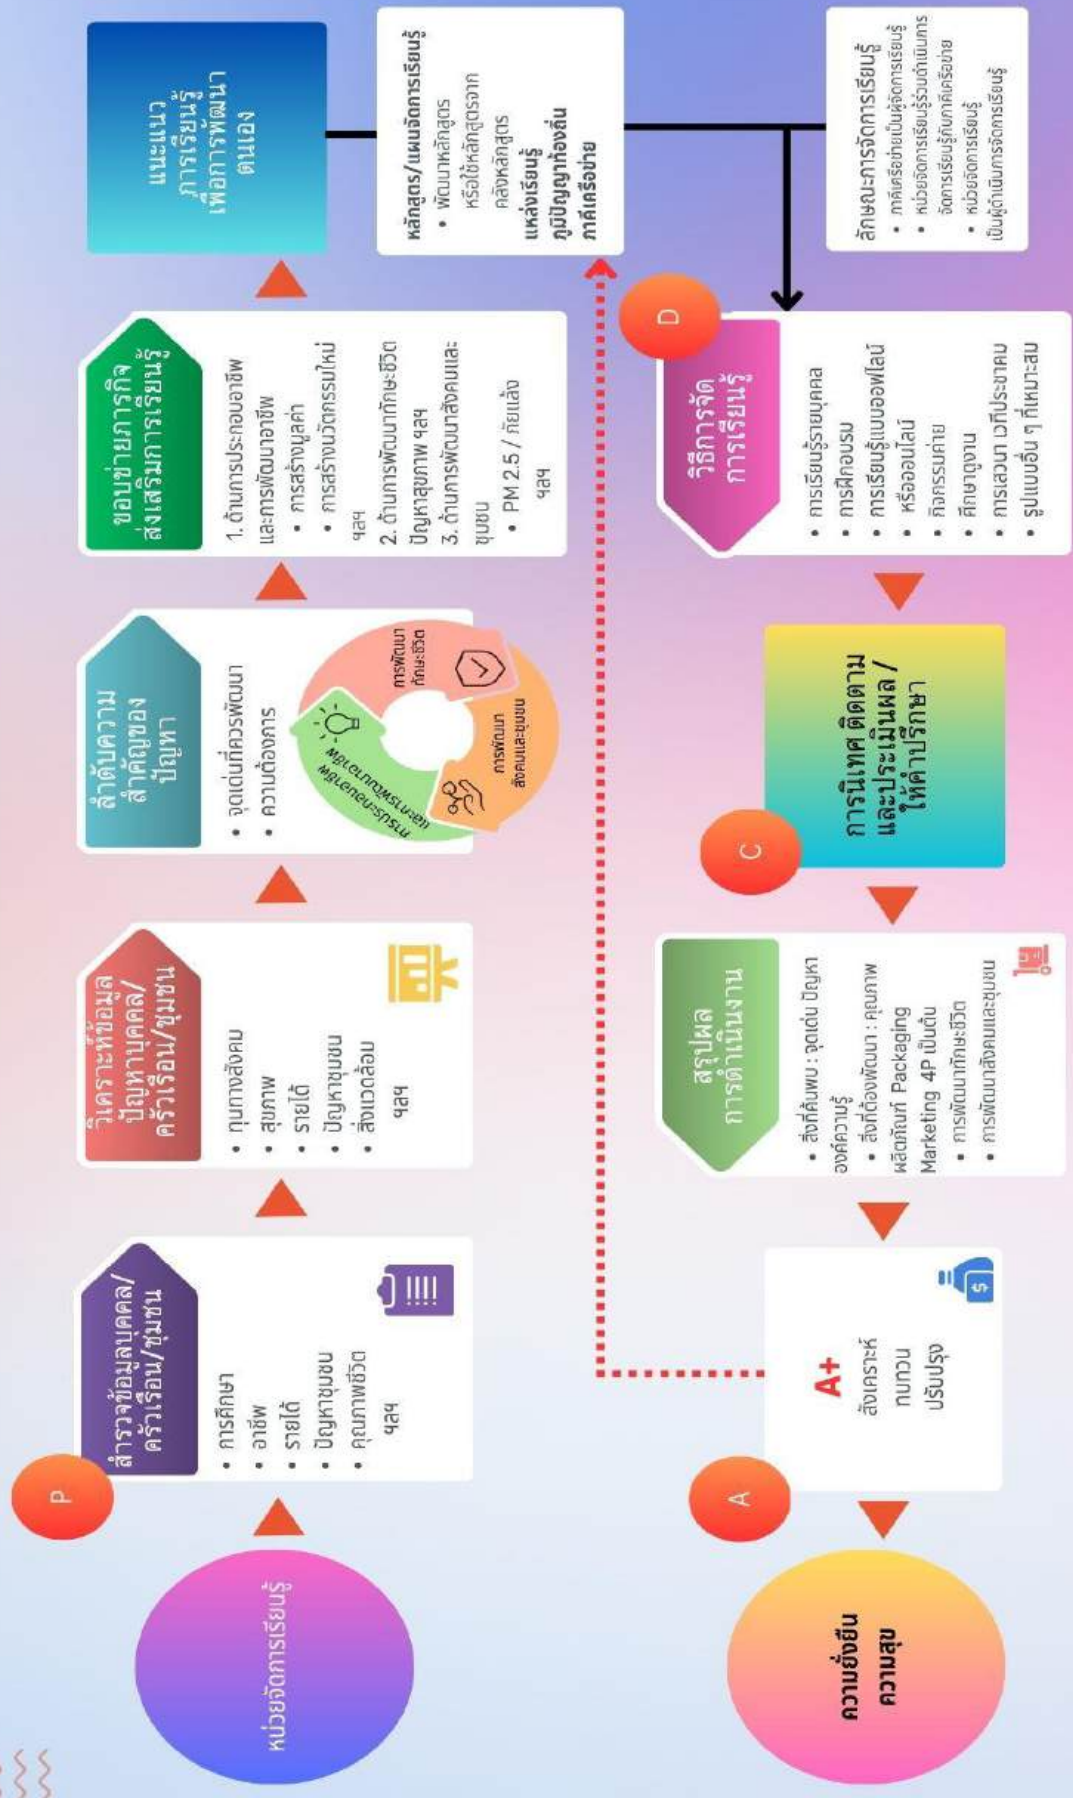 หน่วยจัดการเรียนรู้
P
สำรวจข้อมูลบุคคล/
ครัวเรือน/ชุมชน
• การศึกษา
• อาชีพ
• รายได้
• ปัญหาชุมชน
• คุณภาพชีวิต
ฯลฯ
วิเคราะห์ข้อมูล
ปัญหาบุคคล/
ครัวเรือน/ชุมชน
• ทุนทางสังคม
• สุขภาพ
• รายได้
• ปัญหาชุมชน
• สิ่งแวดล้อม
ฯลฯ
ลำดับความ
สำคัญของ
ปัญหา
• จุดเด่นที่ควรพัฒนา
• ความต้องการ
การประกอบอาชีพ
และการพัฒนาอาชีพ
การพัฒนา
ทักษะชีวิต
การพัฒนา
สังคมและชุมชน
ขอบข่ายภารกิจ
ส่งเสริมการเรียนรู้
1. ด้านการประกอบอาชีพ
และการพัฒนาอาชีพ
• การสร้างมูลค่า
• การสร้างนวัตกรรมใหม่
ฯลฯ
2. ด้านการพัฒนาทักษะชีวิต
ปัญหาสุขภาพ ฯลฯ
3. ด้านการพัฒนาสังคมและ
ชุมชน
• PM 2.5 / ภัยแล้ง
ฯลฯ
แนะแนว
การเรียนรู้
เพื่อการพัฒนา
ตนเอง
หลักสูตร/แผนจัดการเรียนรู้
• พัฒนาหลักสูตร
หรือใช้หลักสูตรจาก
คลังหลักสูตร
แหล่งเรียนรู้
ภูมิปัญญาท้องถิ่น
ภาคีเครือข่าย
ลักษณะการจัดการเรียนรู้
• ภาคีเครือข่ายเป็นผู้จัดการเรียนรู้
• หน่วยจัดการเรียนรู้ร่วมดำเนินการ
จัดการเรียนรู้กับภาคีเครือข่าย
• หน่วยจัดการเรียนรู้
เป็นผู้ดำเนินการจัดการเรียนรู้
D
วิธีการจัด
การเรียนรู้
• การเรียนรู้รายบุคคล
• การฝึกอบรม
• การเรียนรู้แบบออฟไลน์
หรือออนไลน์
• กิจกรรมค่าย
• ศึกษาดูงาน
• การเสวนา เวทีประชาคม
• รูปแบบอื่น ๆ ที่เหมาะสม
C
การนิเทศ ติดตาม
และประเมินผล /
ให้คำปรึกษา
สรุปผล
การดำเนินงาน
• สิ่งที่ค้นพบ : จุดเด่น ปัญหา
องค์ความรู้
• สิ่งที่ต้องพัฒนา : คุณภาพ
ผลิตภัณฑ์ Packaging
Marketing 4P เป็นต้น
• การพัฒนาทักษะชีวิต
• การพัฒนาสังคมและชุมชน
A
A+
สังเคราะห์
ทบทวน
ปรับปรุง
$
ความยั่งยืน
ความสุข